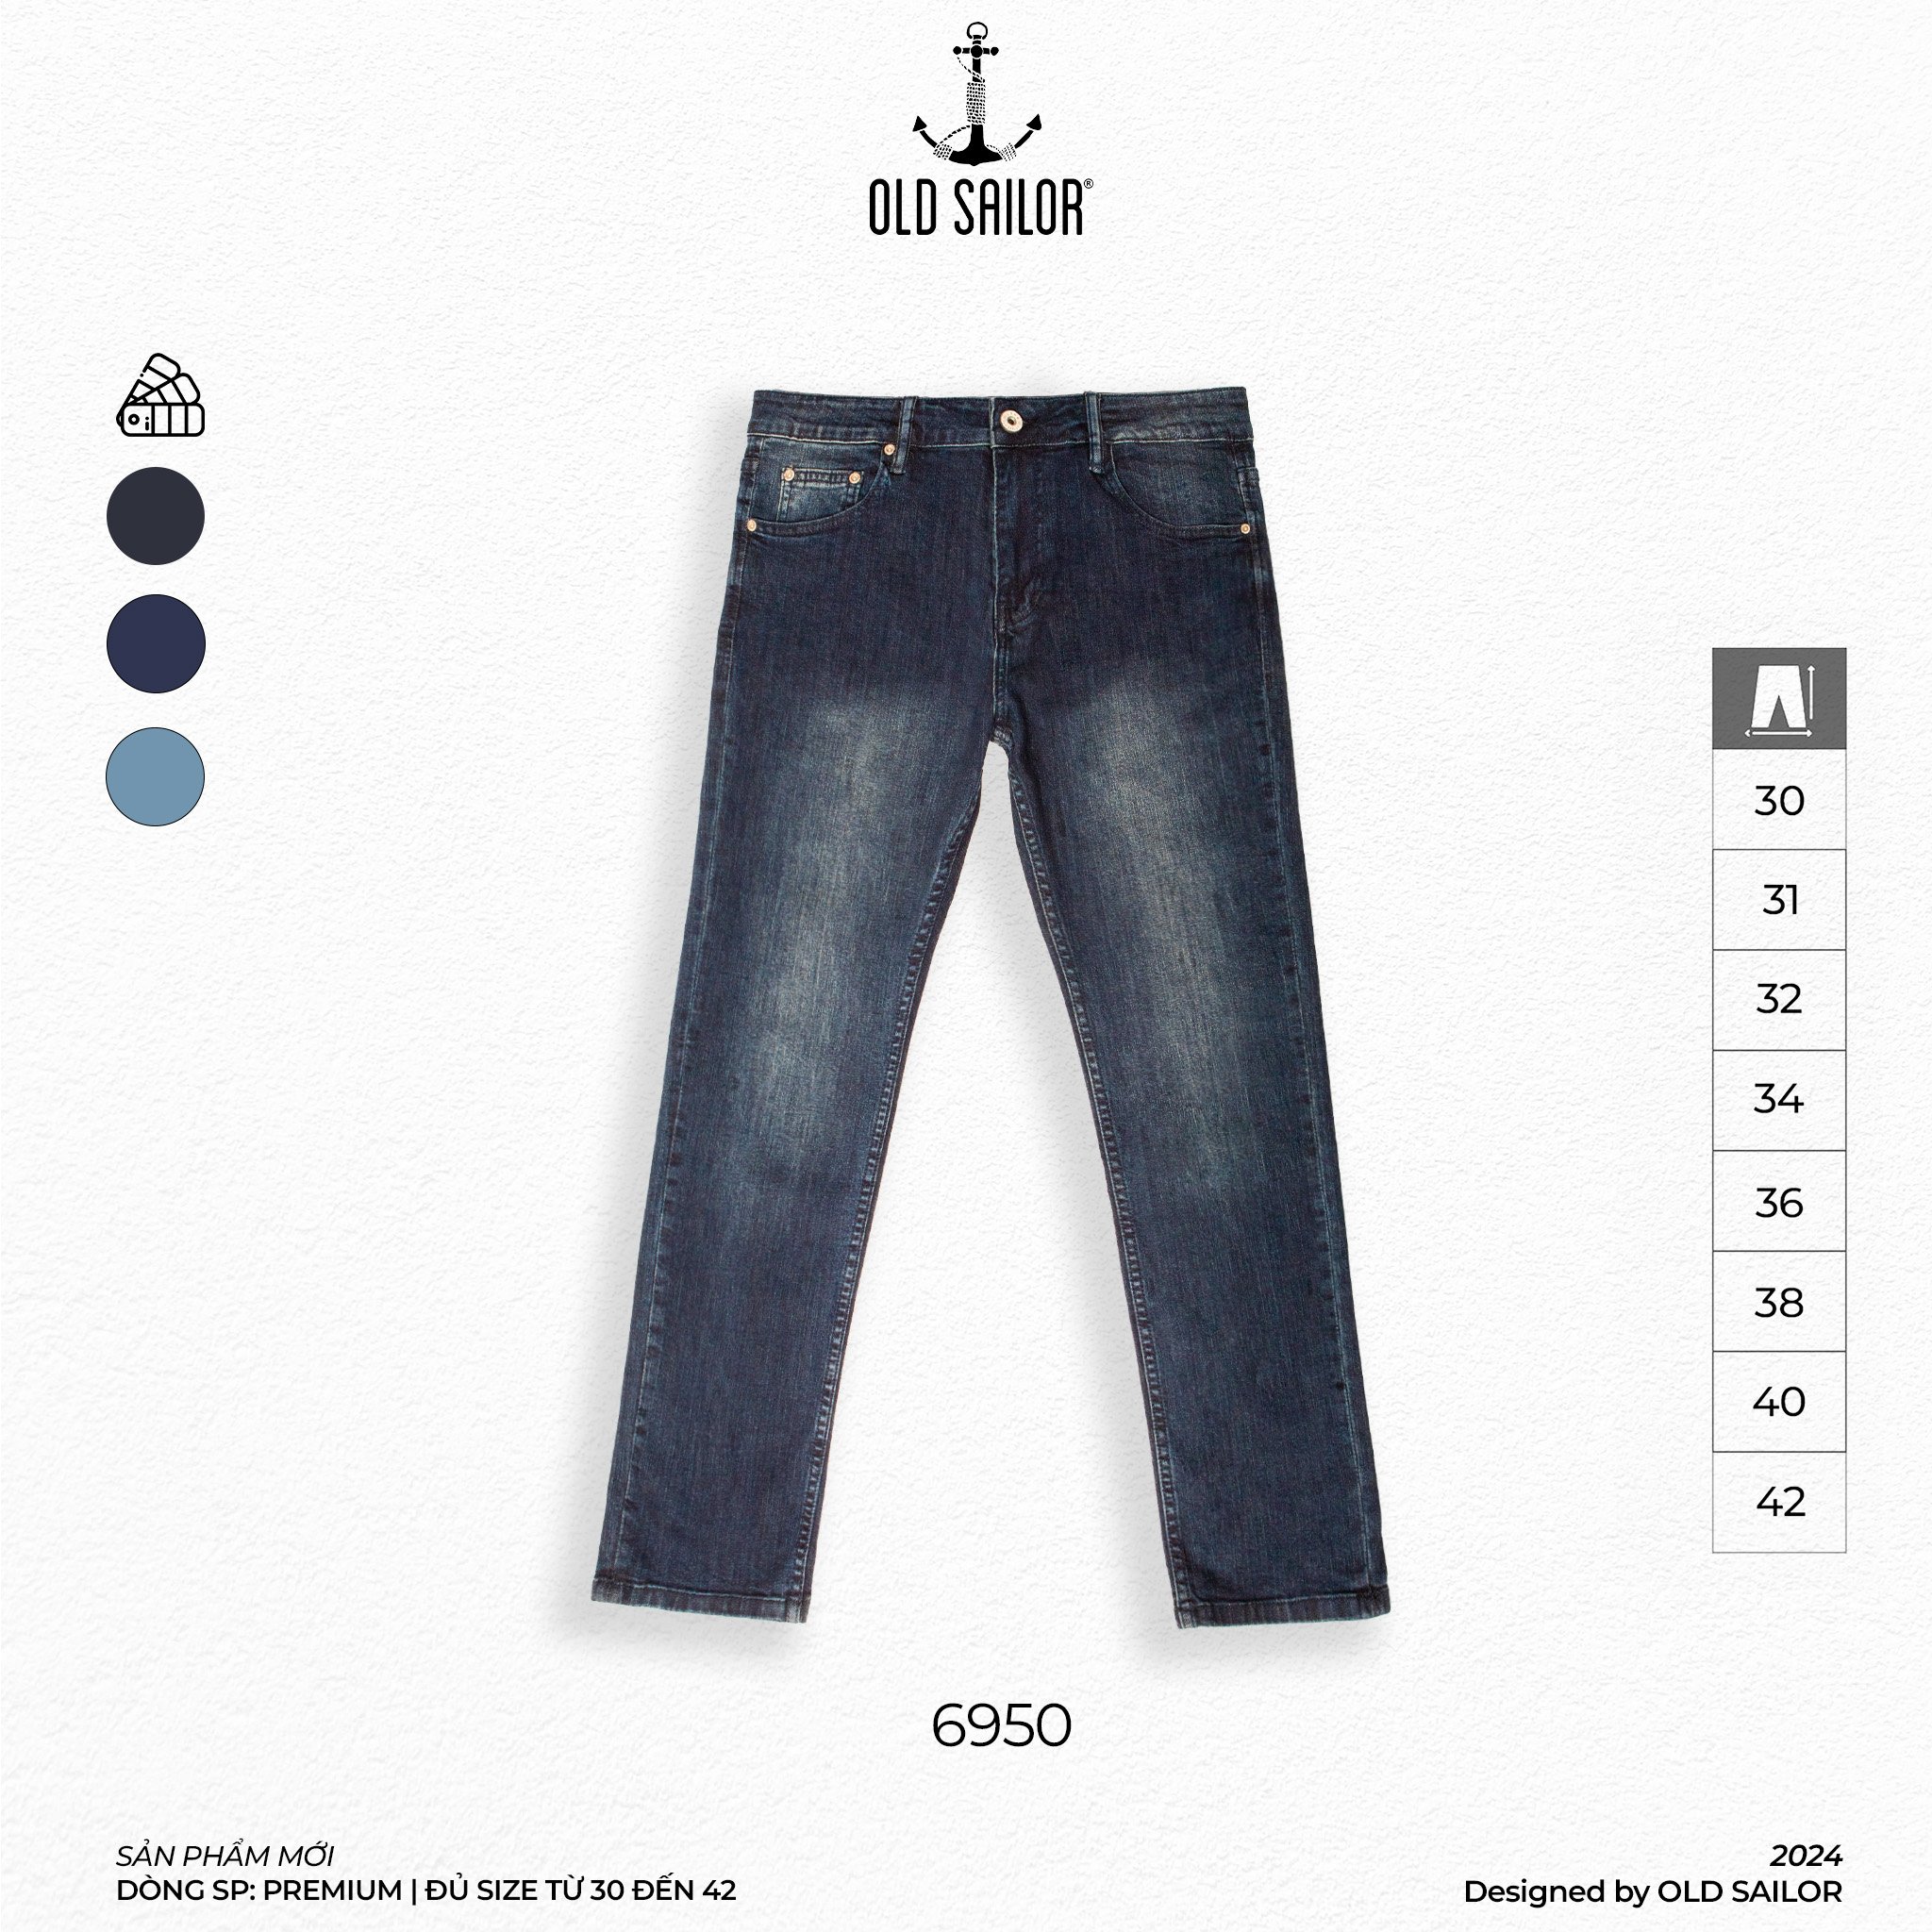 OLD SAILOR®
30
31
32
34
36
38
40
42
6950
SẢN PHẨM MỚI
DÒNG SP: PREMIUM | ĐỦ SIZE TỪ 30 ĐẾN 42
2024
Designed by OLD SAILOR